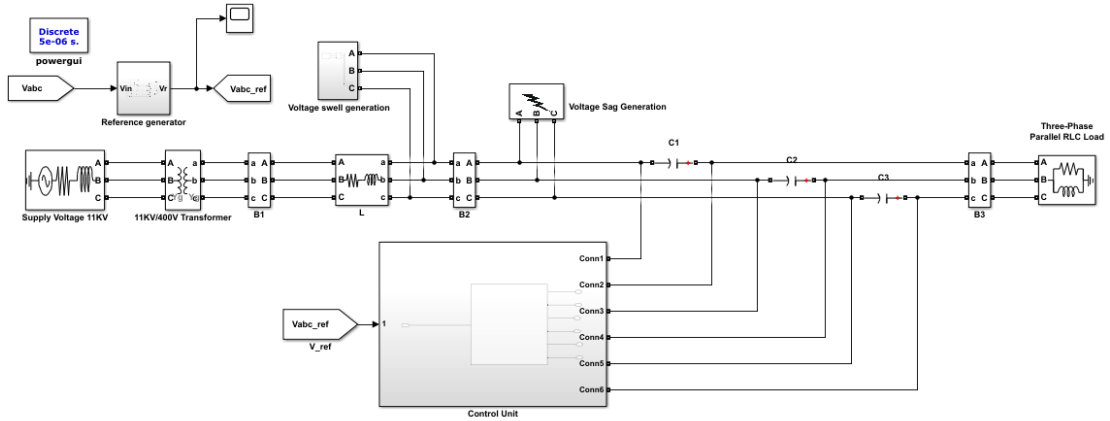 Discrete
5e-06 s.
powergui
Vabc
Vin
Vr
Reference generator
Vabc_ref
A
B
C
Voltage swell generation
A
B
C
Voltage Sag Generation
Three-Phase
Parallel RLC Load
C1
C2
C3
A
B
C
Supply Voltage 11KV
A
B
C
a
b
c
11KV/400V Transformer
a
b
c
A
B
C
B1
A
B
C
a
b
c
L
a
b
c
A
B
C
B2
a
b
c
A
B
C
B3
A
B
C
Conn1
Conn2
Conn3
Conn4
Conn5
Conn6
Vabc_ref
V_ref
1
Control Unit